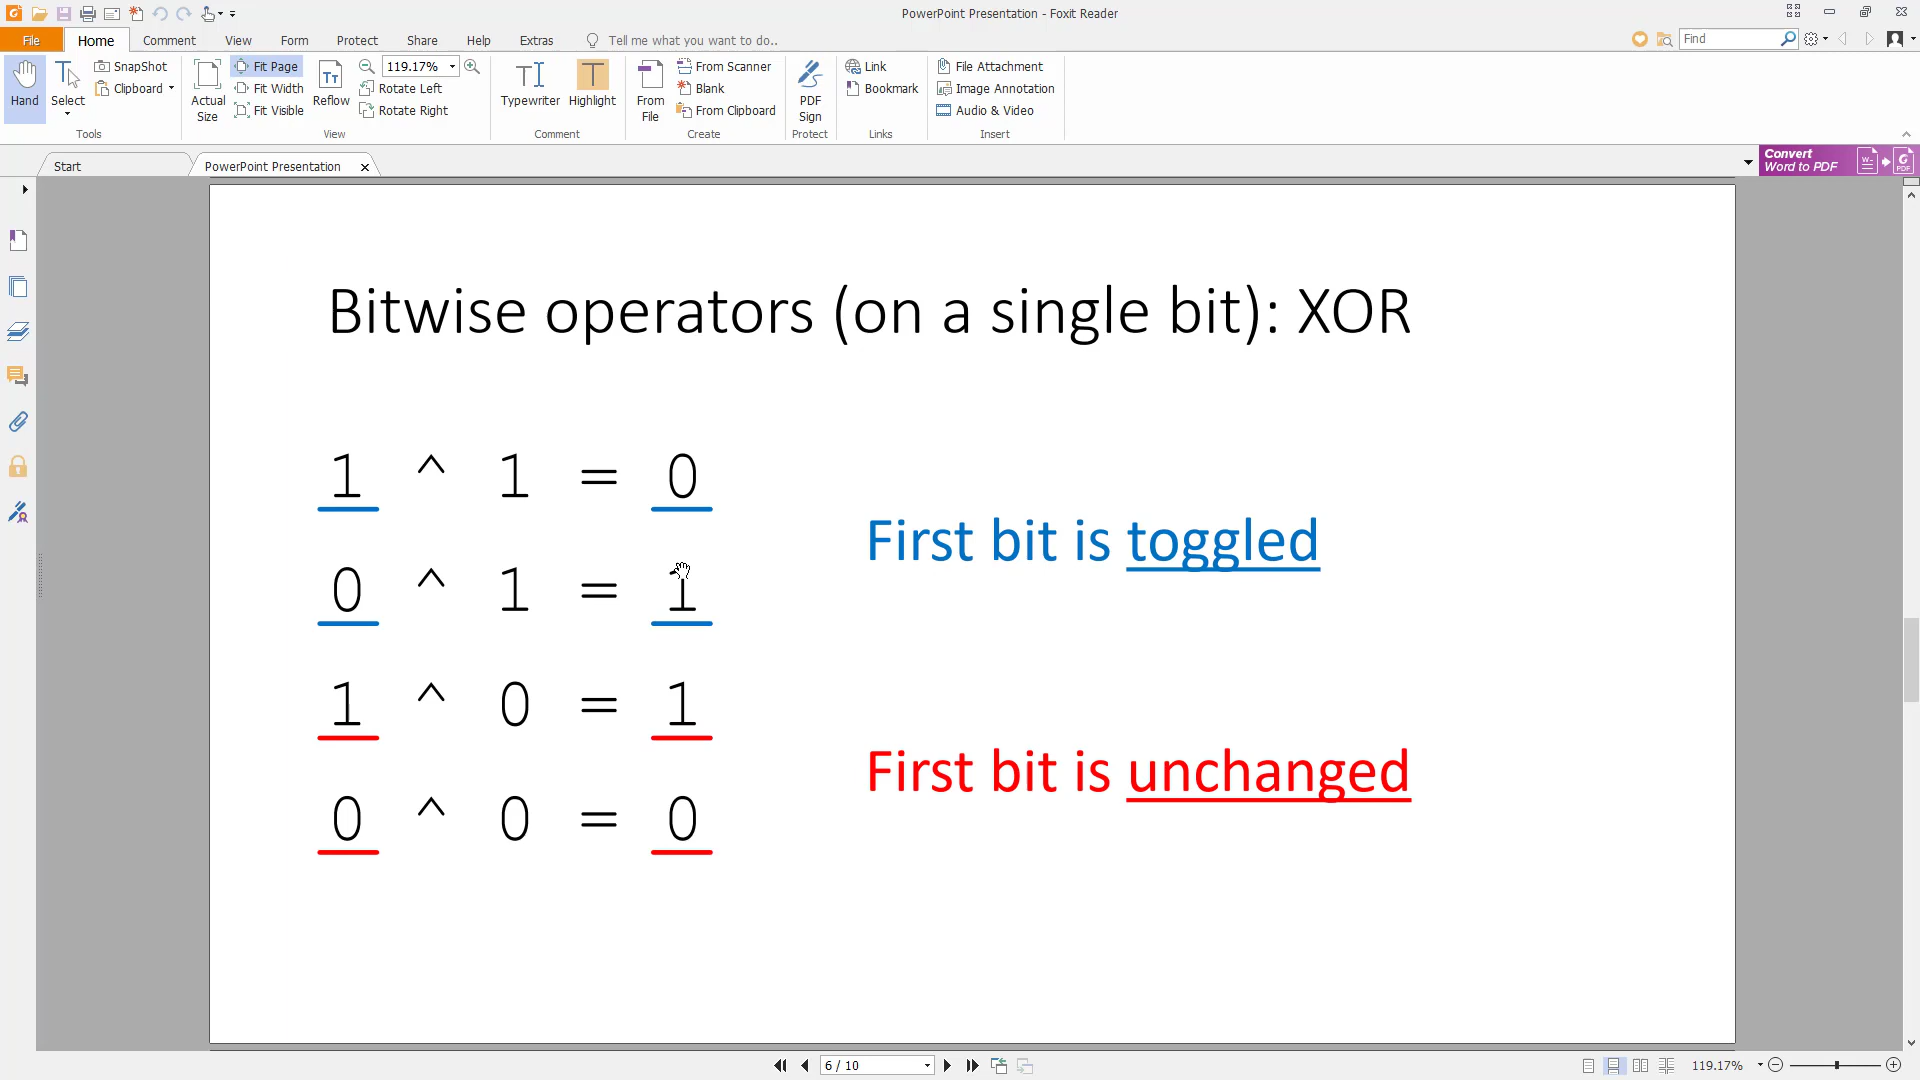 PowerPoint Presentation - Foxit Reader
File Home Comment View Form Protect Share Help Extras Tell me what you want to do.. Find
Hand Select SnapShot Clipboard Actual Size Fit Page Fit Width Fit Visible Reflow 119.17% Rotate Left Rotate Right Typewriter Highlight From File From Scanner Blank From Clipboard PDF Sign Link Bookmark File Attachment Image Annotation Audio & Video
Tools View Comment Create Protect Links Insert
Start PowerPoint Presentation Convert Word to PDF
Bitwise operators (on a single bit): XOR
1 ^ 1 = 0
First bit is toggled
0 ^ 1 = 1
1 ^ 0 = 1
First bit is unchanged
0 ^ 0 = 0
6 / 10 119.17%